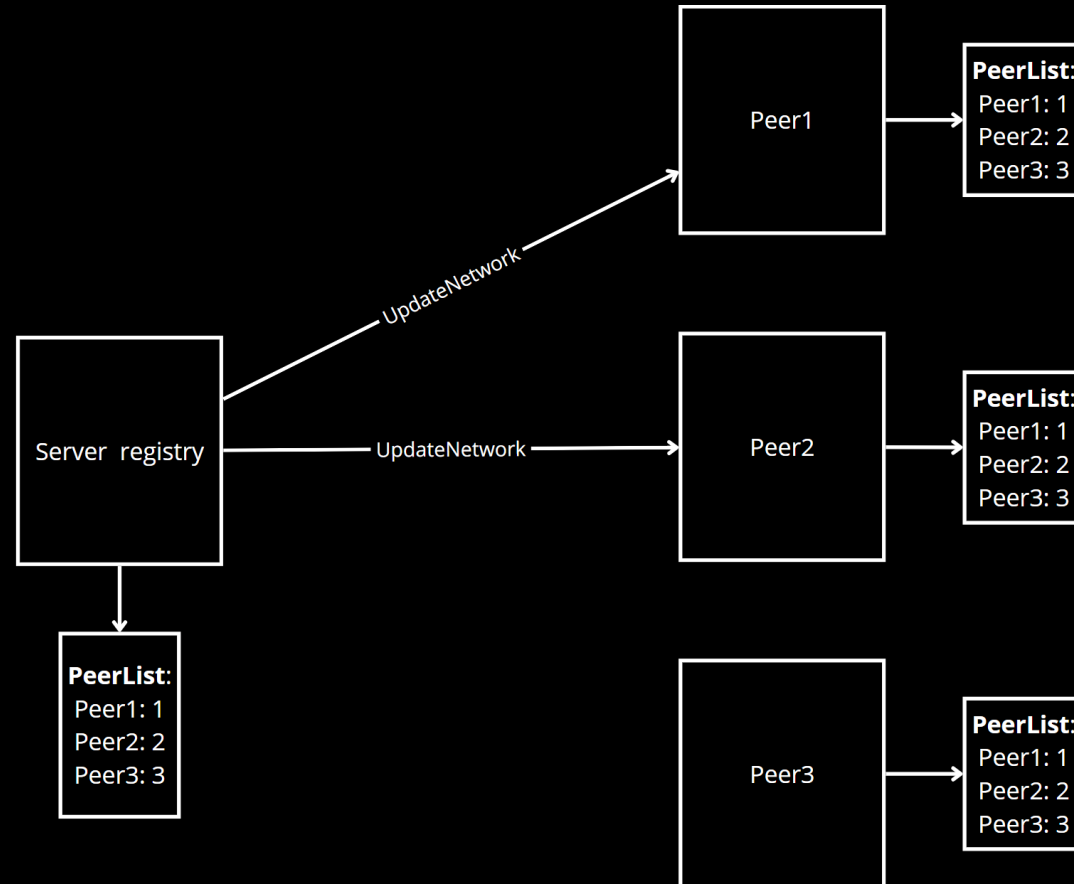 Peer1
PeerList:
Peer1: 1
Peer2: 2
Peer3: 3
UpdateNetwork
Server registry
UpdateNetwork
Peer2
PeerList:
Peer1: 1
Peer2: 2
Peer3: 3
PeerList:
Peer1: 1
Peer2: 2
Peer3: 3
Peer3
PeerList:
Peer1: 1
Peer2: 2
Peer3: 3